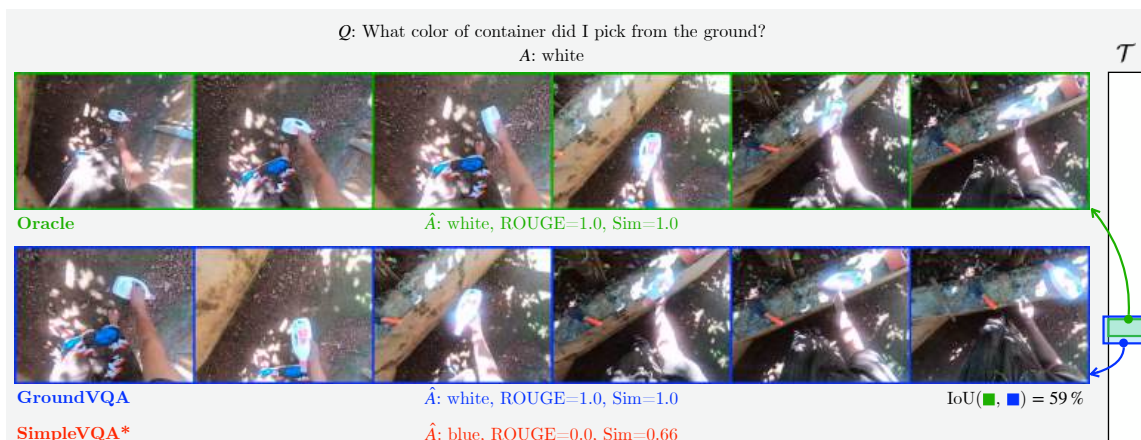 Q: What color of container did I pick from the ground?
A: white
𝒯
Oracle
Â: white, ROUGE=1.0, Sim=1.0
GroundVQA
Â: white, ROUGE=1.0, Sim=1.0
IoU(■, ■) = 59 %
SimpleVQA*
Â: blue, ROUGE=0.0, Sim=0.66